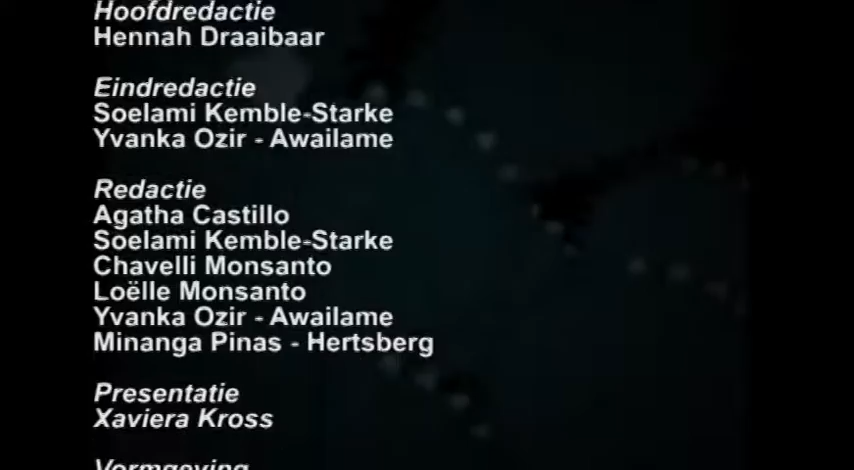 Hoofdredactie
Hennah Draaibaar
Eindredactie
Soelami Kemble-Starke
Yvanka Ozir - Awailame
Redactie
Agatha Castillo
Soelami Kemble-Starke
Chavelli Monsanto
Loëlle Monsanto
Yvanka Ozir - Awailame
Minanga Pinas - Hertsberg
Presentatie
Xaviera Kross
Vormgeving